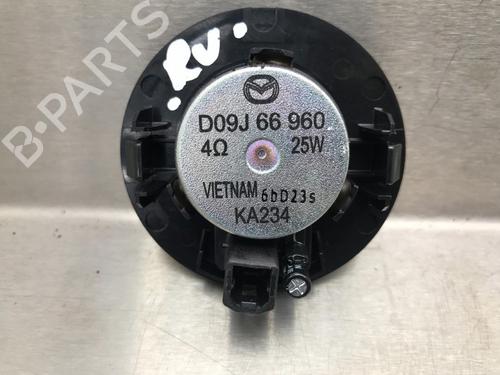 B-PARTS
.RV.
D09J 66 960
4Ω 25W
VIETNAM 6bD23s
KA234